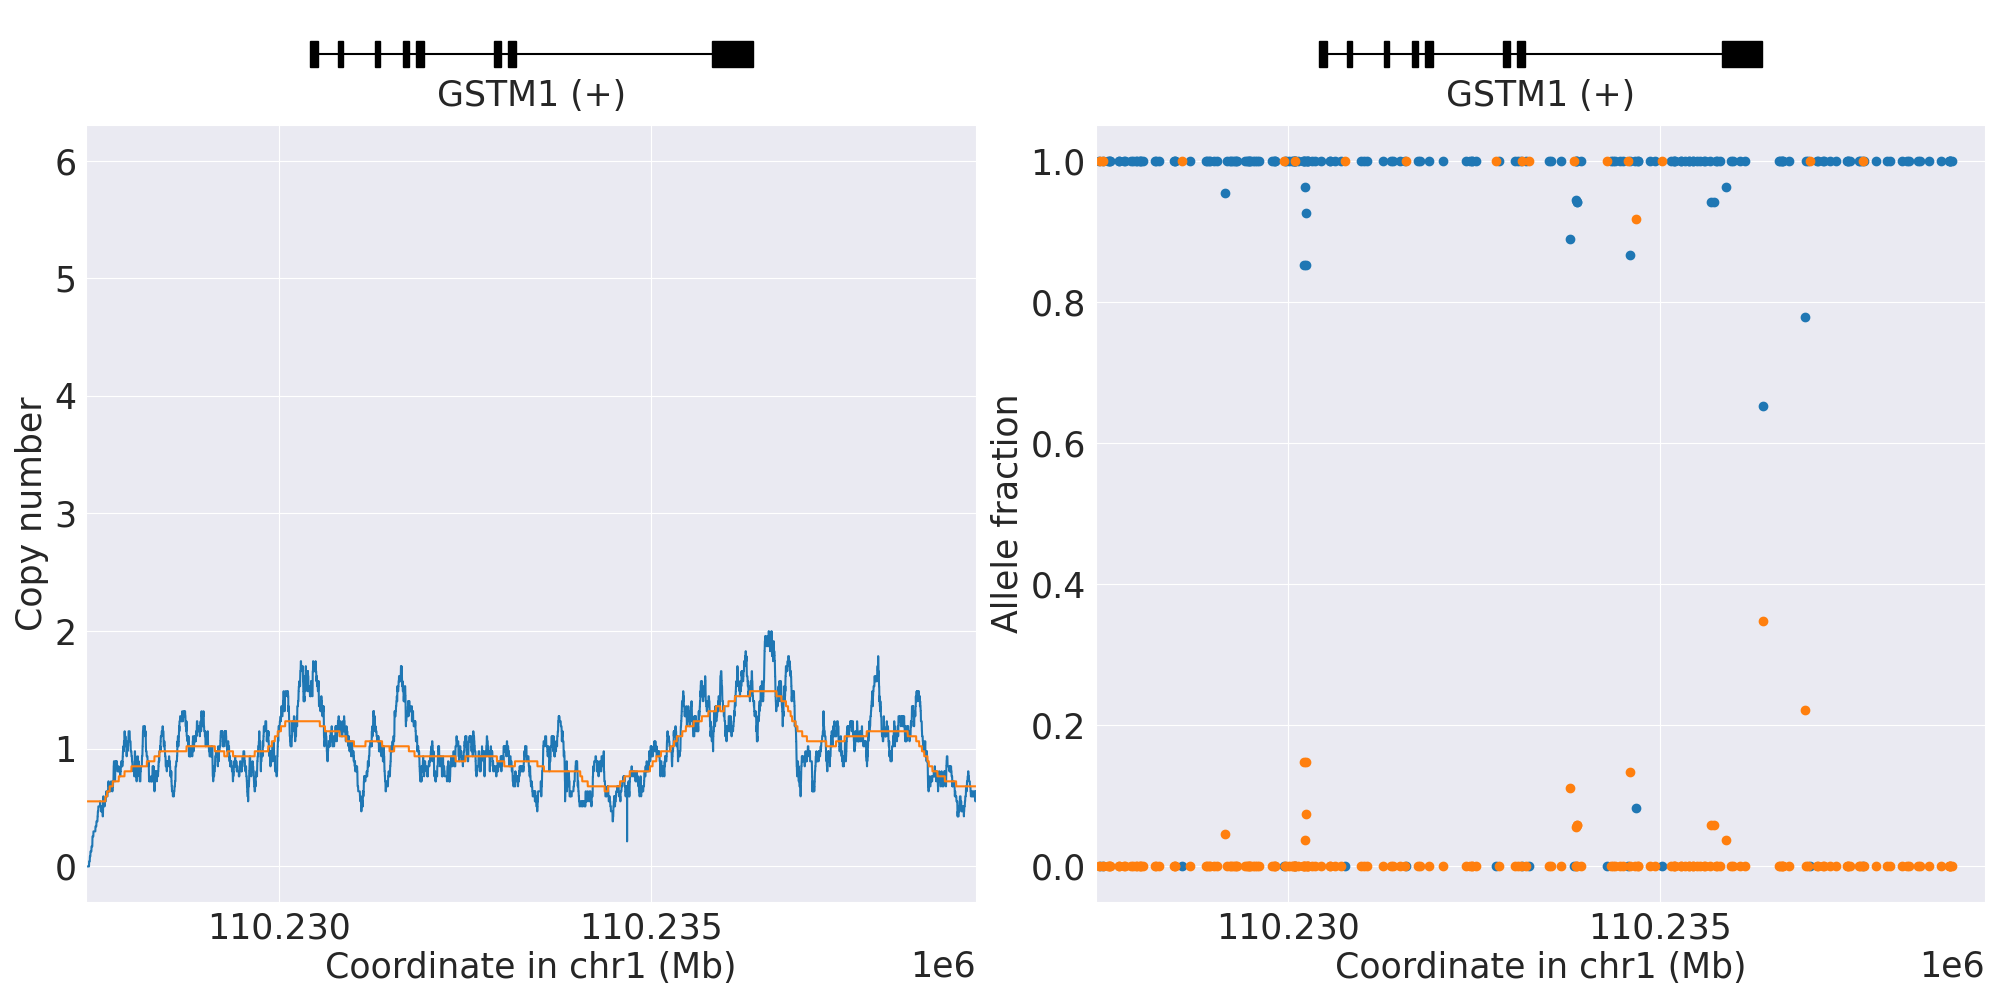 GSTM1 (+)
6
5
4
3
2
1
0
Copy number
110.230
110.235
Coordinate in chr1 (Mb)
1e6
GSTM1 (+)
1.0
0.8
0.6
0.4
0.2
0.0
Allele fraction
110.230
110.235
Coordinate in chr1 (Mb)
1e6